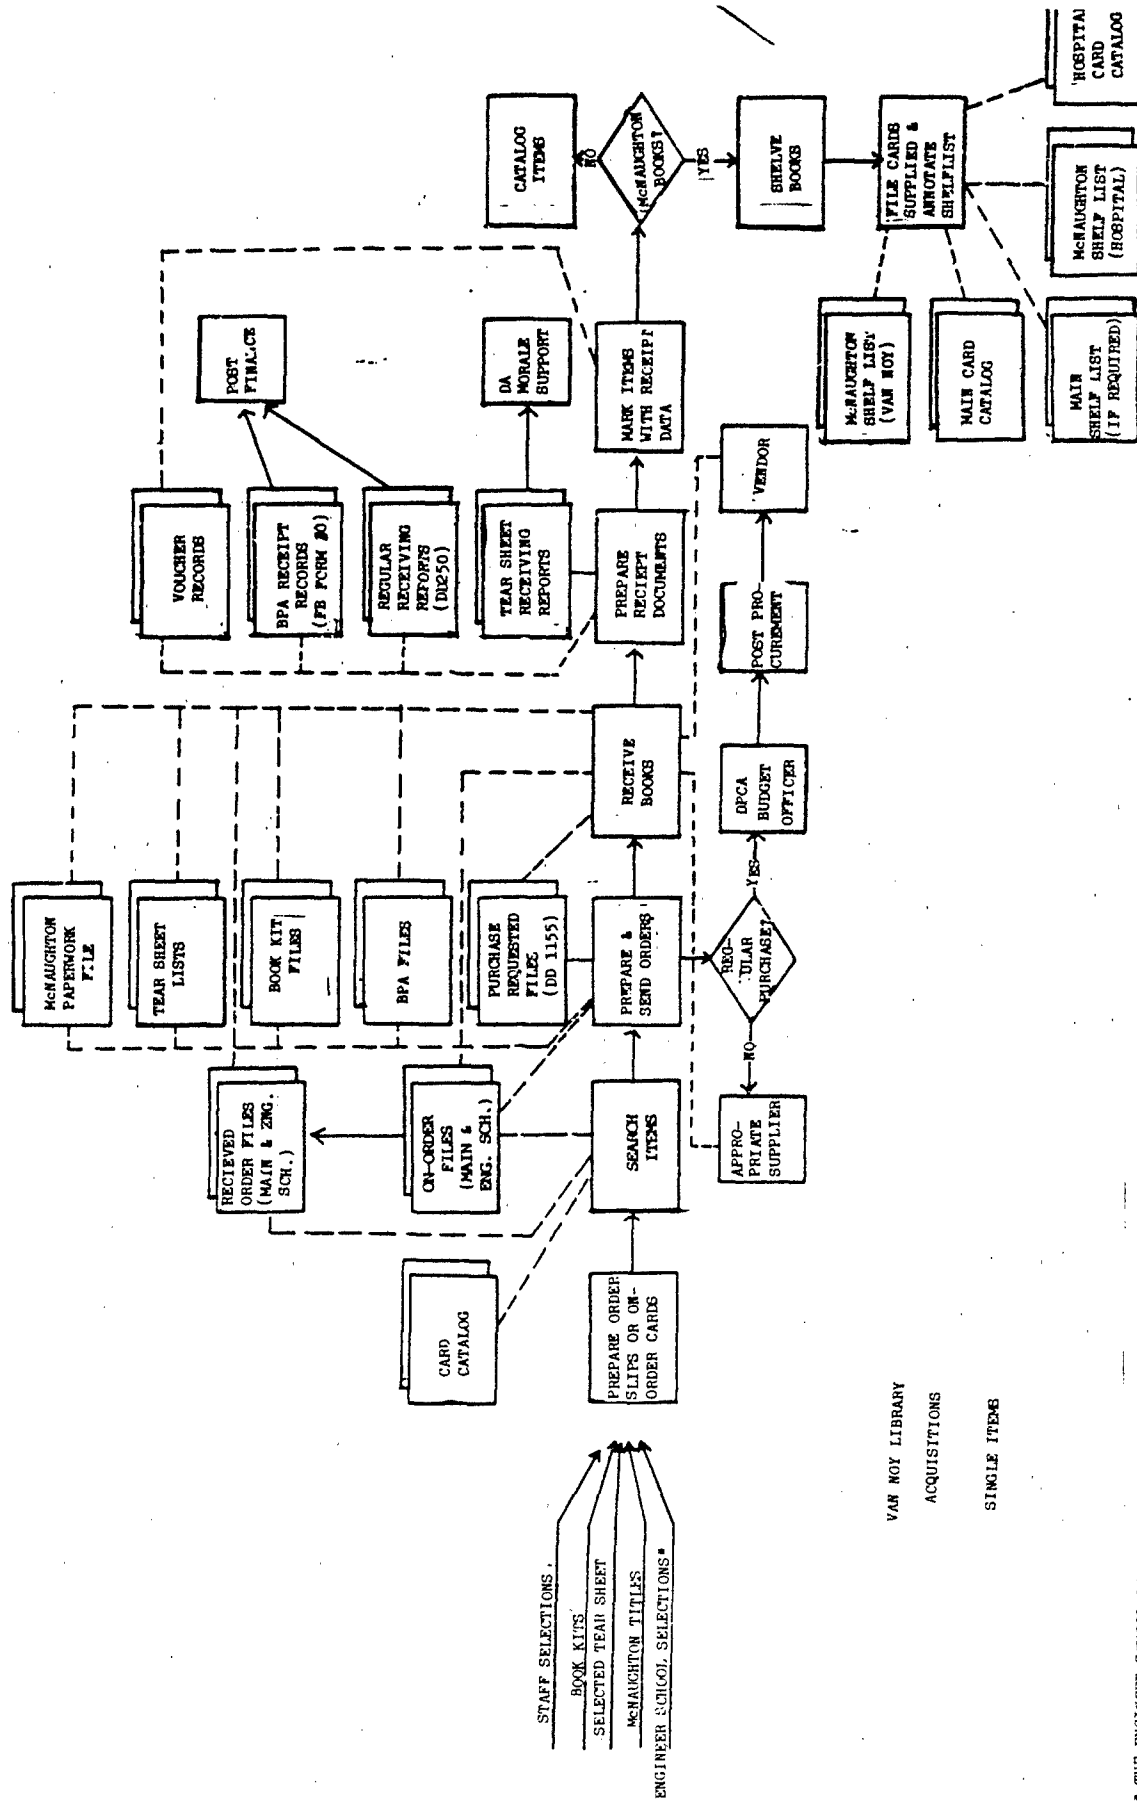 STAFF SELECTIONS
BOOK KITS
SELECTED TEAR SHEET
McNAUGHTON TITLES
ENGINEER SCHOOL SELECTIONS*
PREPARE ORDER
SLIPS OR ON-
ORDER CARDS
CARD
CATALOG
SEARCH
ITEMS
RECIEVED
ORDER FILES
(MAIN & ENG.
SCH.)
ON-ORDER
FILES
(MAIN &
ENG. SCH.)
McNAUGHTON
PAPERWORK
FILE
TEAR SHEET
LISTS
BOOK KIT
FILES
BPA FILES
PURCHASE
REQUESTED
FILES
(DD 1155)
PREPARE &
SEND ORDERS
REG-
ULAR
PURCHASE?
NO
YES
APPRO-
PRIATE
SUPPLIER
DPCA
BUDGET
OFFICER
POST PRO-
CUREMENT
VENDOR
RECEIVE
BOOKS
VOUCHER
RECORDS
BPA RECEIPT
RECORDS
(FB FORM 20)
REGULAR
RECEIVING
REPORTS
(DD250)
TEAR SHEET
RECEIVING
REPORTS
PREPARE
RECIEPT
DOCUMENTS
POST
FINANCE
DA
MORALE
SUPPORT
MARK ITEMS
WITH RECEIPT
DATA
McNAUGHTON
BOOKS?
NO
YES
CATALOG
ITEMS
SHELVE
BOOKS
FILE CARDS
SUPPLIED &
ANNOTATE
SHELFLIST
McNAUGHTON
SHELF LIST
(VAN NOY)
MAIN CARD
CATALOG
MAIN
SHELF LIST
(IF REQUIRED)
McNAUGHTON
SHELF LIST
(HOSPITAL)
HOSPITAL
CARD
CATALOG
VAN NOY LIBRARY
ACQUISITIONS
SINGLE ITEMS